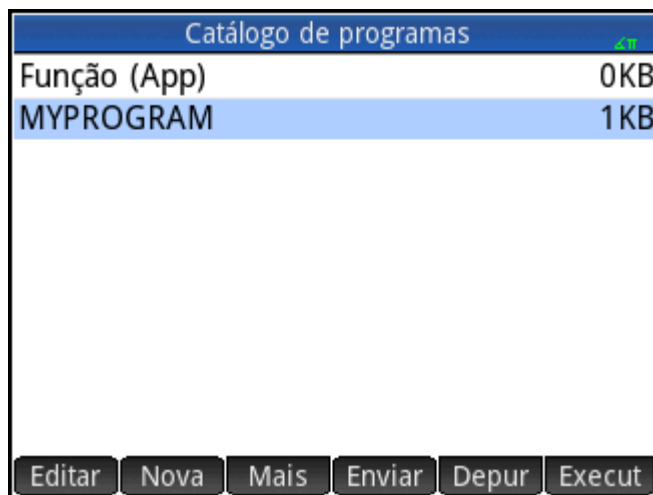 Catálogo de programas
∠π
Função (App) 0KB
MYPROGRAM 1KB
Editar Nova Mais Enviar Depur Execut